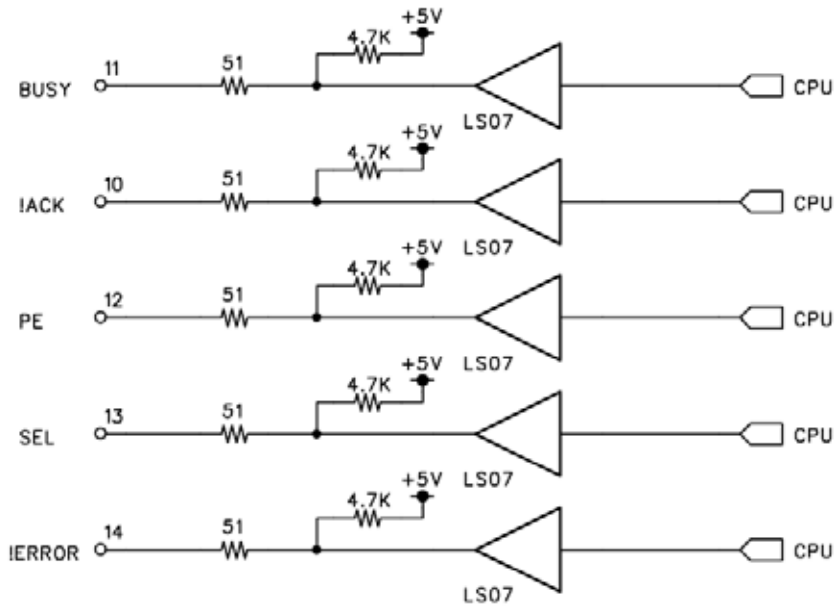 +5V
4.7K
11
51
BUSY
LS07
CPU
+5V
4.7K
10
51
!ACK
LS07
CPU
+5V
4.7K
12
51
PE
LS07
CPU
+5V
4.7K
13
51
SEL
LS07
CPU
+5V
4.7K
14
51
!ERROR
LS07
CPU